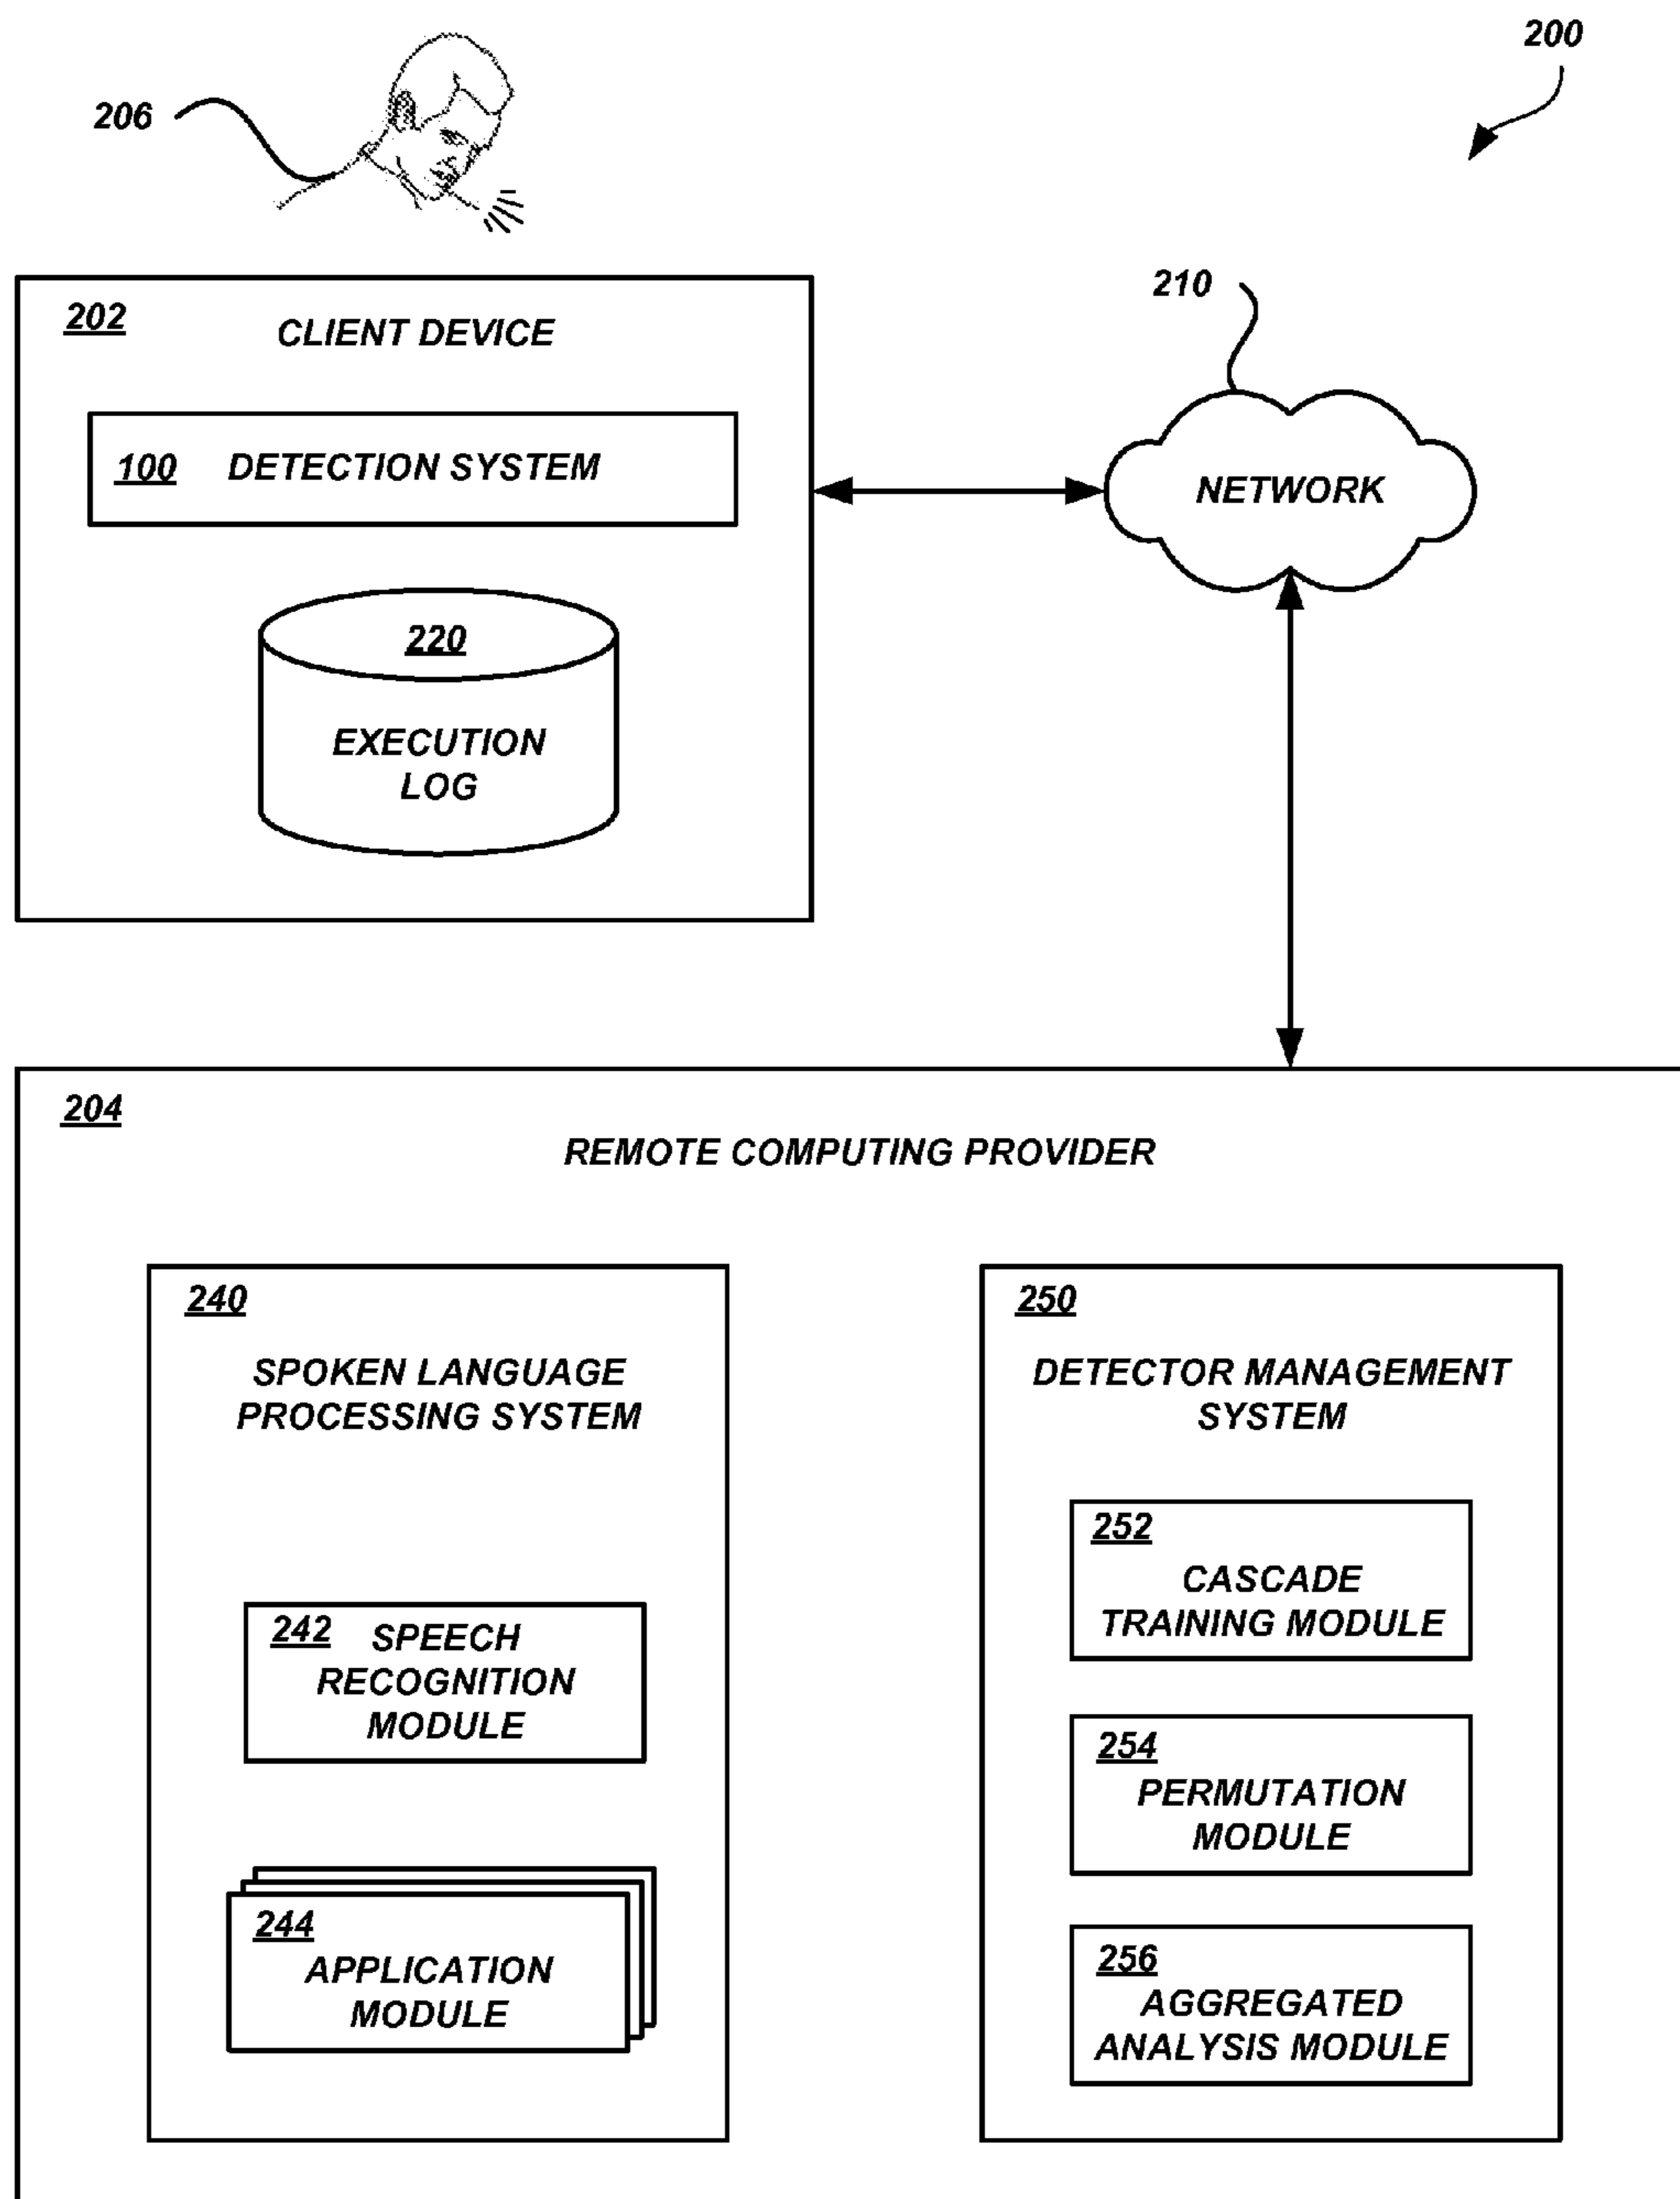 200
206
210
202
CLIENT DEVICE
100 DETECTION SYSTEM
NETWORK
220
EXECUTION
LOG
204
REMOTE COMPUTING PROVIDER
240
SPOKEN LANGUAGE
PROCESSING SYSTEM
242 SPEECH
RECOGNITION
MODULE
244
APPLICATION
MODULE
250
DETECTOR MANAGEMENT
SYSTEM
252
CASCADE
TRAINING MODULE
254
PERMUTATION
MODULE
256
AGGREGATED
ANALYSIS MODULE